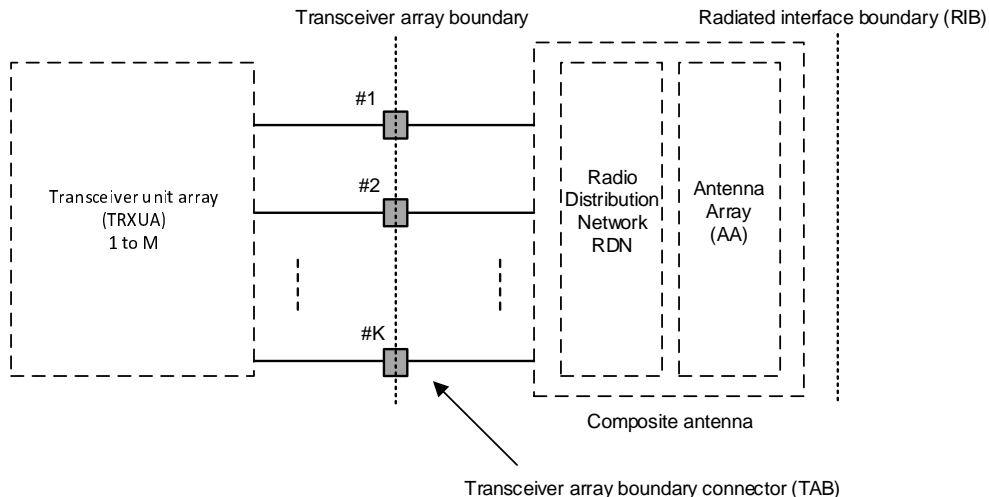 Transceiver array boundary
Radiated interface boundary (RIB)
#1
#2
#K
Transceiver unit array
(TRXUA)
1 to M
Radio
Distribution
Network
RDN
Antenna
Array
(AA)
Composite antenna
Transceiver array boundary connector (TAB)